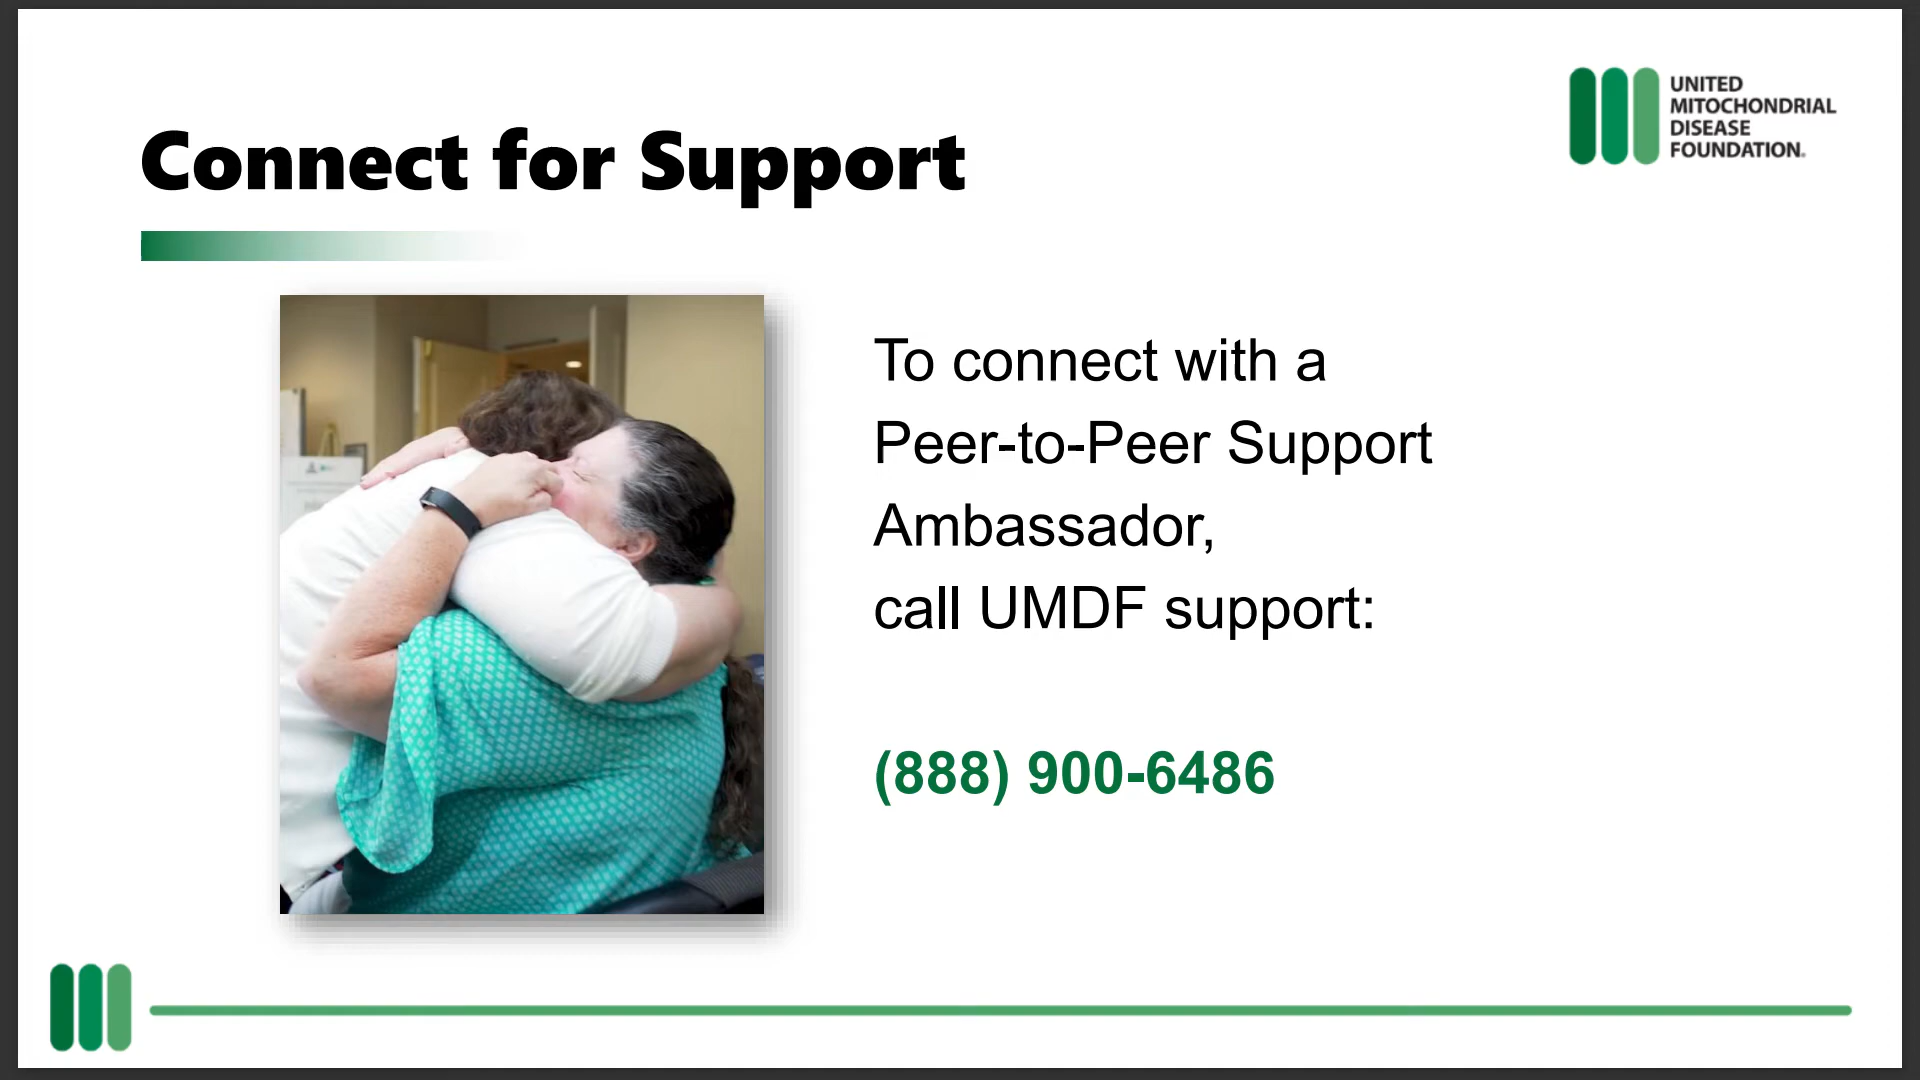 Connect for Support
UNITED
MITOCHONDRIAL
DISEASE
FOUNDATION.
To connect with a
Peer-to-Peer Support
Ambassador,
call UMDF support:
(888) 900-6486